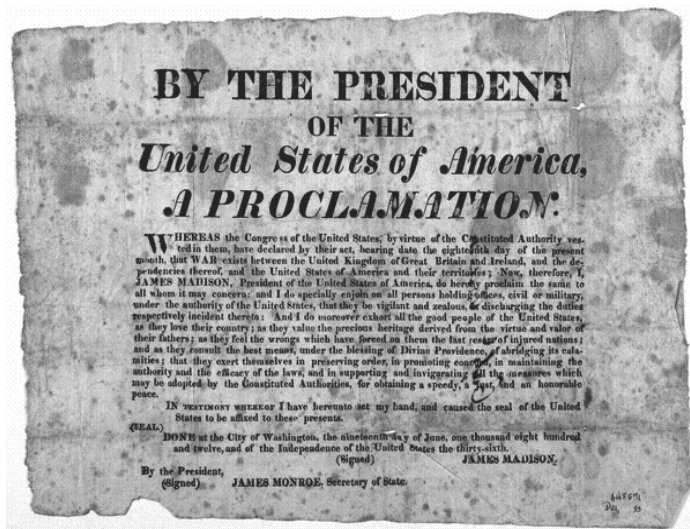 BY THE PRESIDENT
OF THE
United States of America,
A PROCLAMATION.
WHEREAS the Congress of the United States, by virtue of the Constituted Authority ves-
ted in them, have declared by their act, bearing date the eighteenth day of the present
month, that WAR exists between the United Kingdom of Great Britain and Ireland, and the de-
pendencies thereof, and the United States of America and their territories; Now, therefore, I,
JAMES MADISON, President of the United States of America, do hereby proclaim the same to
all whom it may concern: and I do specially enjoin on all persons holding offices, civil or military,
under the authority of the United States, that they be vigilant and zealous, in discharging the duties
respectively incident thereto: And I do moreover exhort all the good people of the United States,
as they love their country; as they value the precious heritage derived from the virtue and valor of
their fathers; as they feel the wrongs which have forced on them the last resort of injured nations;
and as they consult the best means, under the blessing of Divine Providence, of abridging its cala-
mities; that they exert themselves in preserving order, in promoting concord, in maintaining the
authority and the efficacy of the laws, and in supporting and invigorating all the measures which
may be adopted by the Constituted Authorities, for obtaining a speedy, a just, and an honorable
peace.
IN TESTIMONY WHEREOF I have hereunto set my hand, and caused the seal of the United
States to be affixed to these presents.
(SEAL)
DONE at the City of Washington, the nineteenth day of June, one thousand eight hundred
and twelve, and of the Independence of the United States the thirty-sixth.
(Signed) JAMES MADISON.
By the President,
(Signed) JAMES MONROE, Secretary of State.